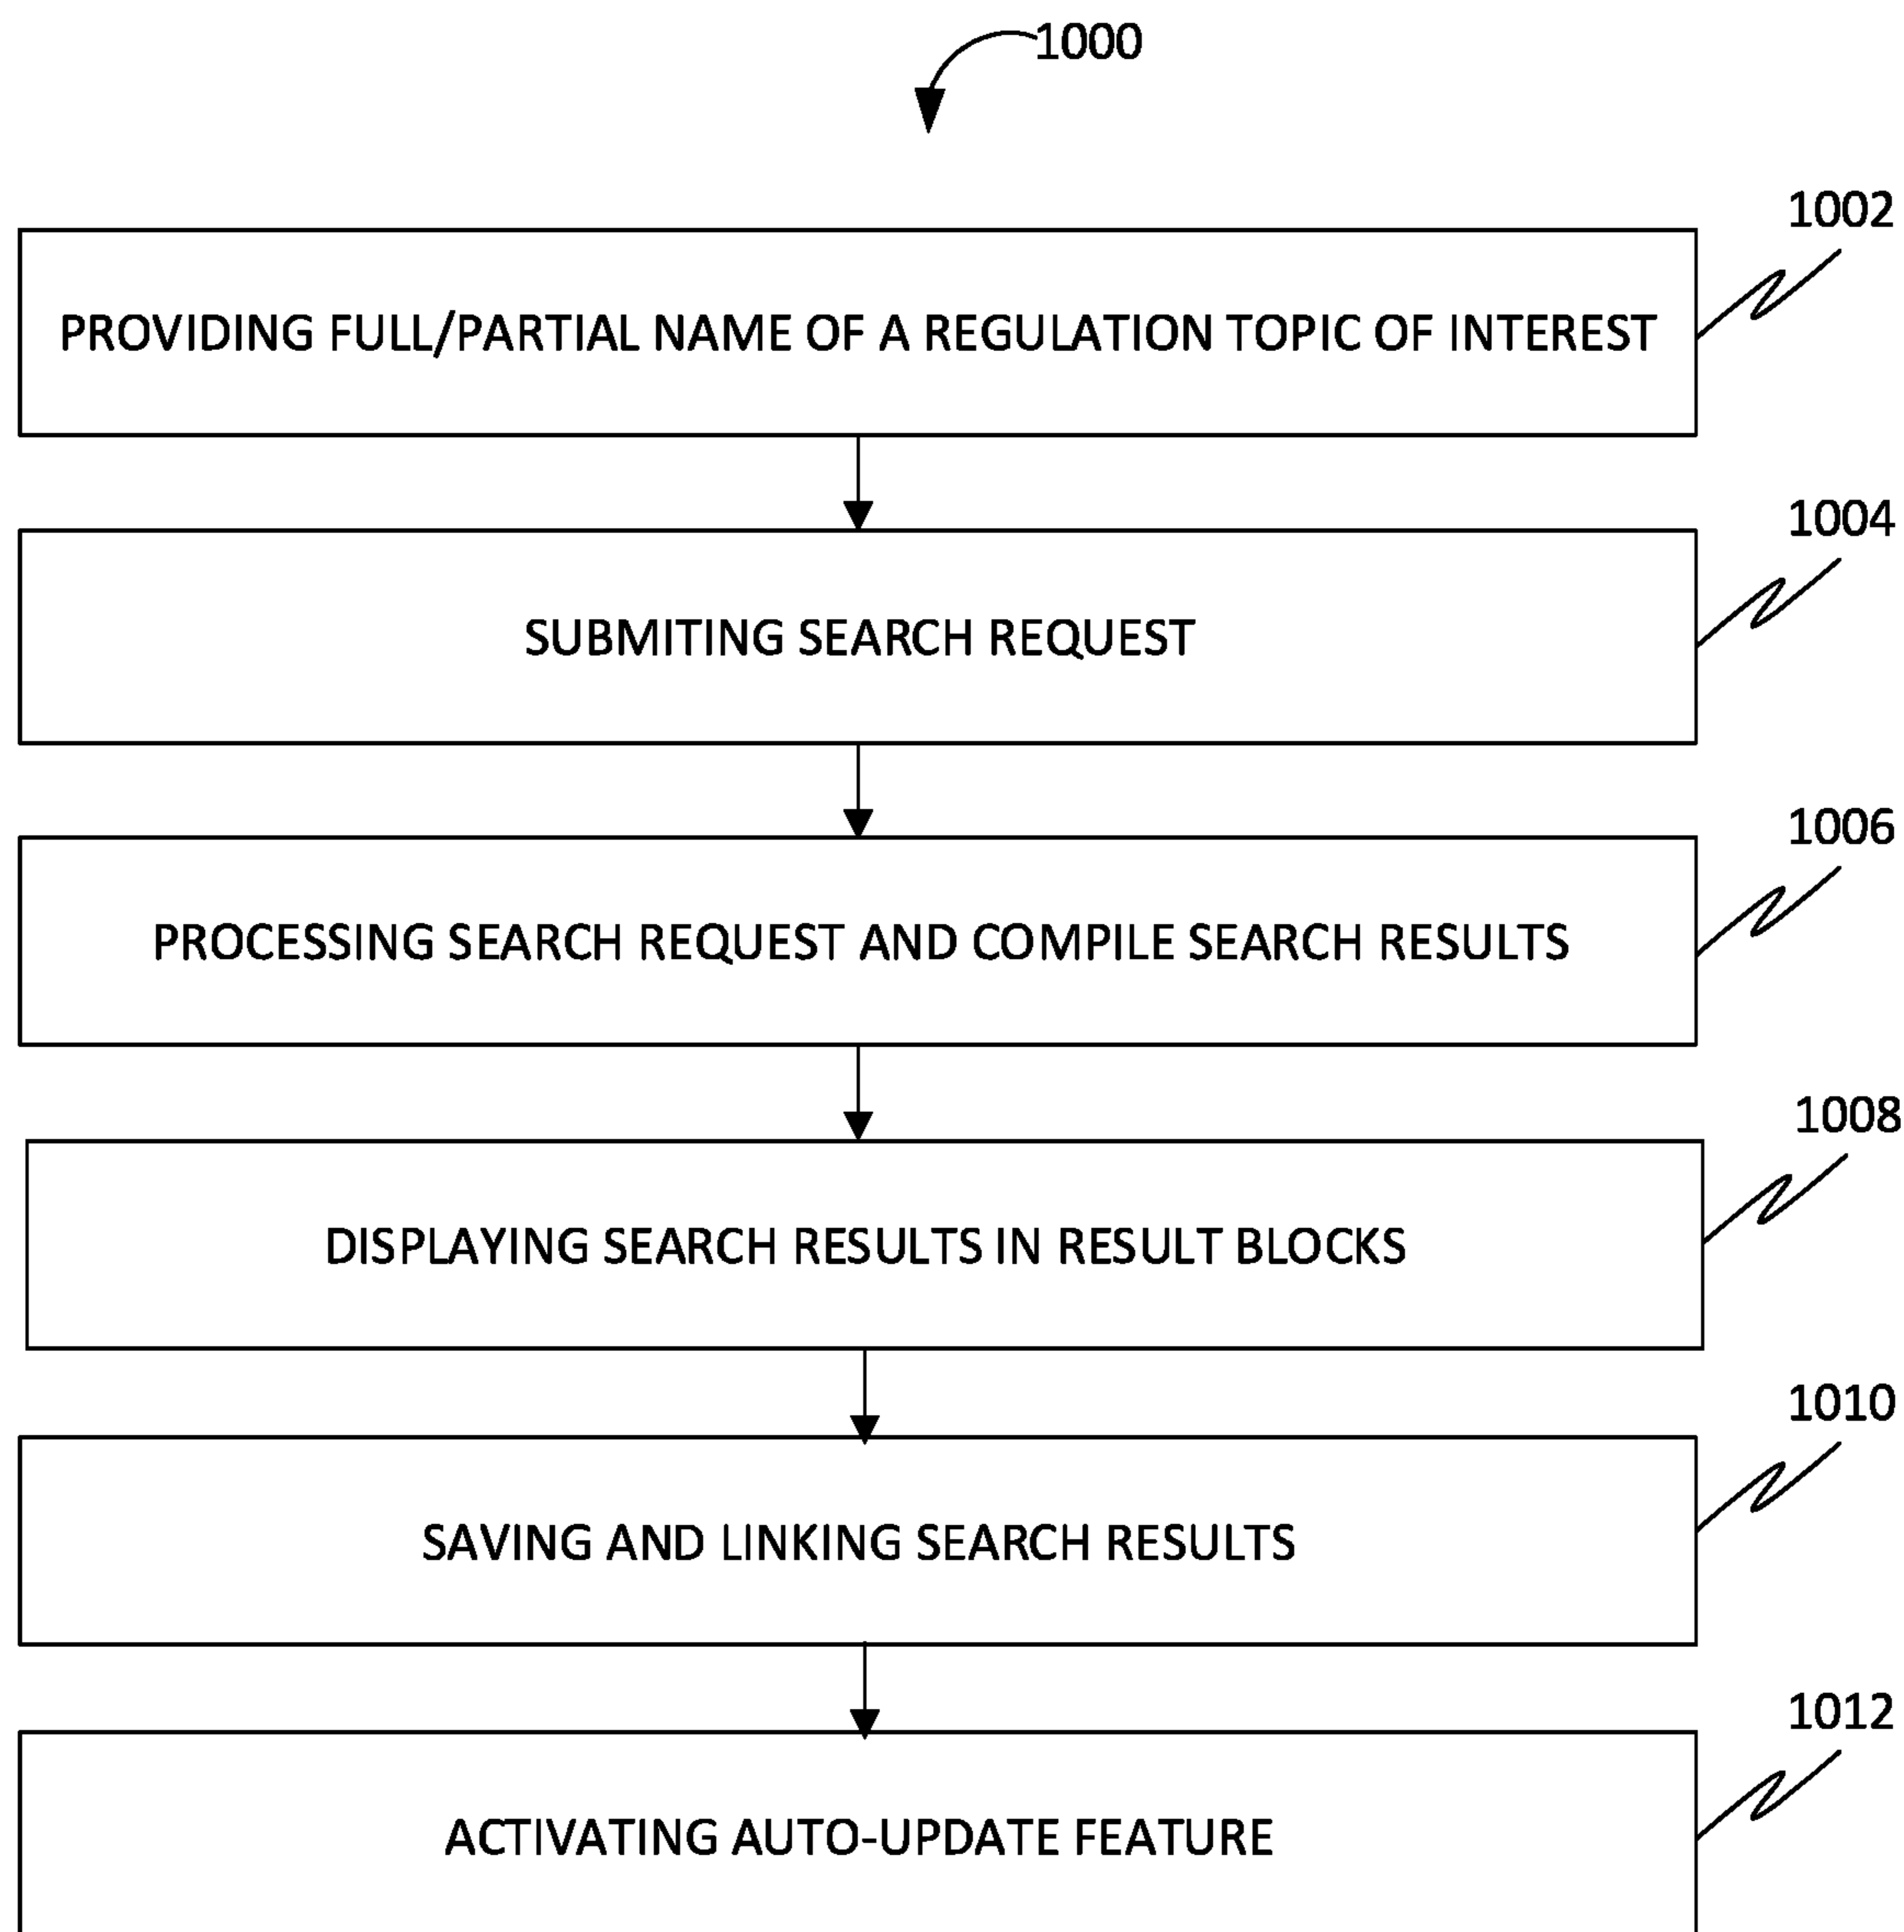 1000
1002
PROVIDING FULL/PARTIAL NAME OF A REGULATION TOPIC OF INTEREST
1004
SUBMITING SEARCH REQUEST
1006
PROCESSING SEARCH REQUEST AND COMPILE SEARCH RESULTS
1008
DISPLAYING SEARCH RESULTS IN RESULT BLOCKS
1010
SAVING AND LINKING SEARCH RESULTS
1012
ACTIVATING AUTO-UPDATE FEATURE